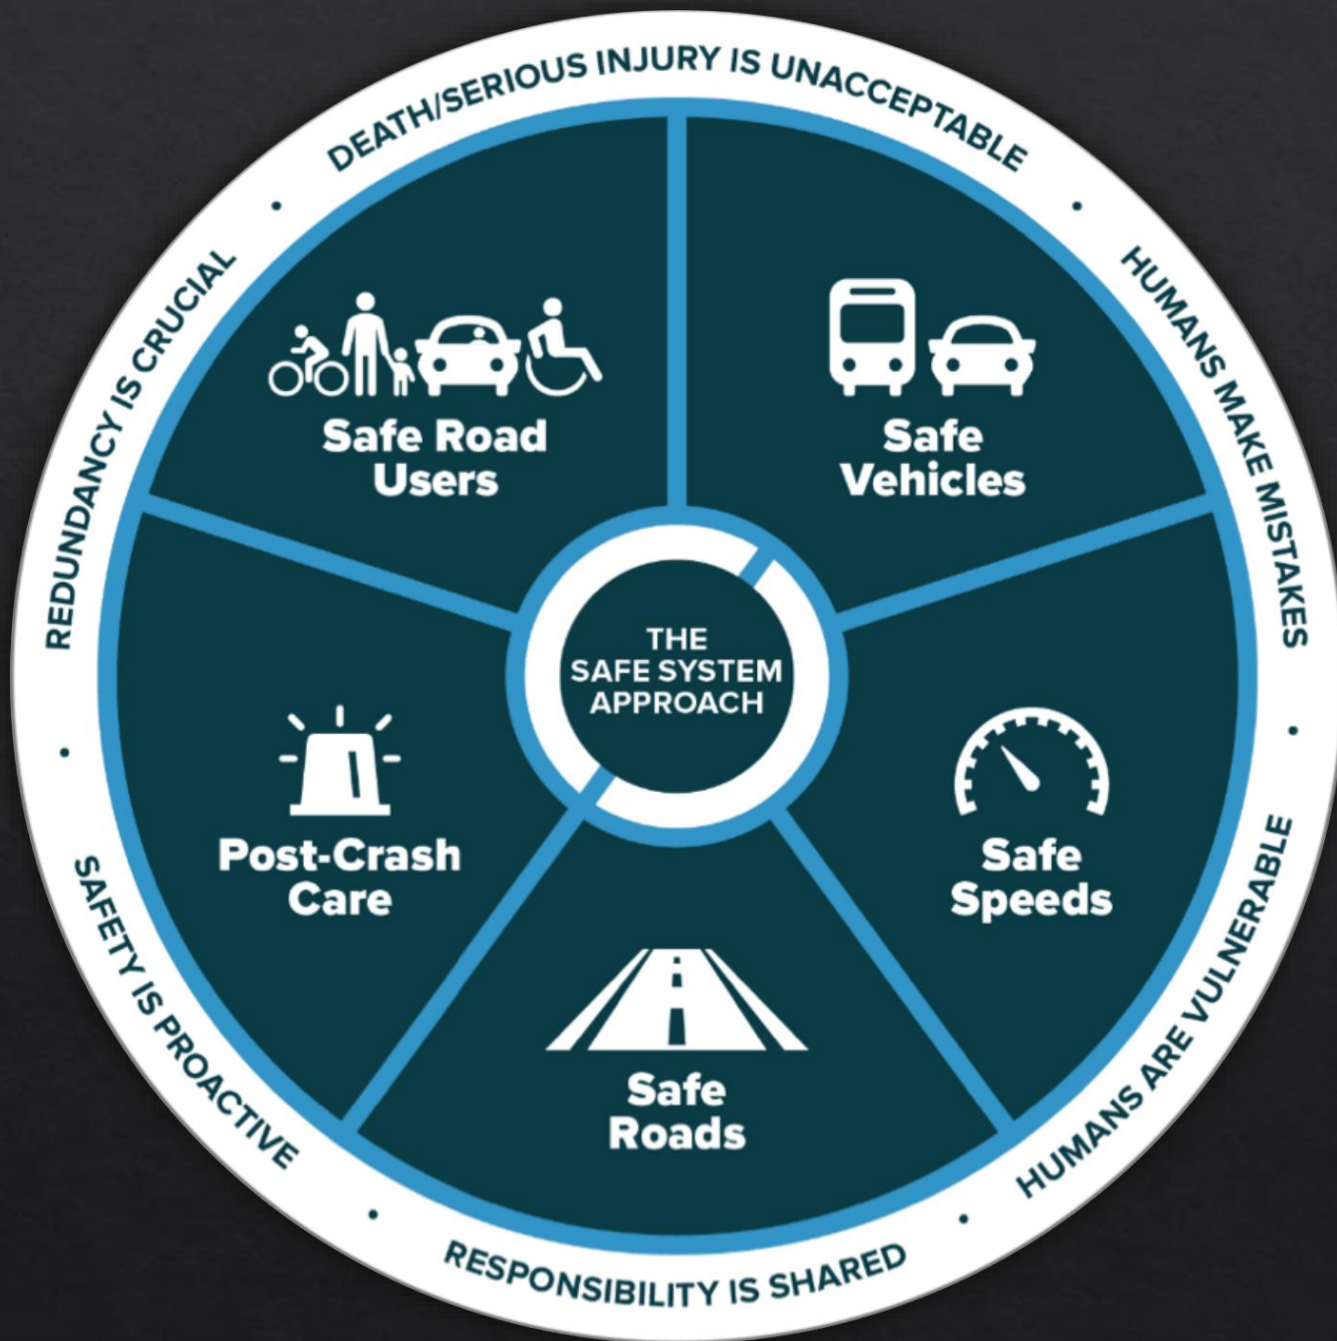 DEATH/SERIOUS INJURY IS UNACCEPTABLE
HUMANS MAKE MISTAKES
HUMANS ARE VULNERABLE
RESPONSIBILITY IS SHARED
SAFETY IS PROACTIVE
REDUNDANCY IS CRUCIAL
Safe Road
Users
Safe
Vehicles
Safe
Speeds
Safe
Roads
Post-Crash
Care
THE
SAFE SYSTEM
APPROACH